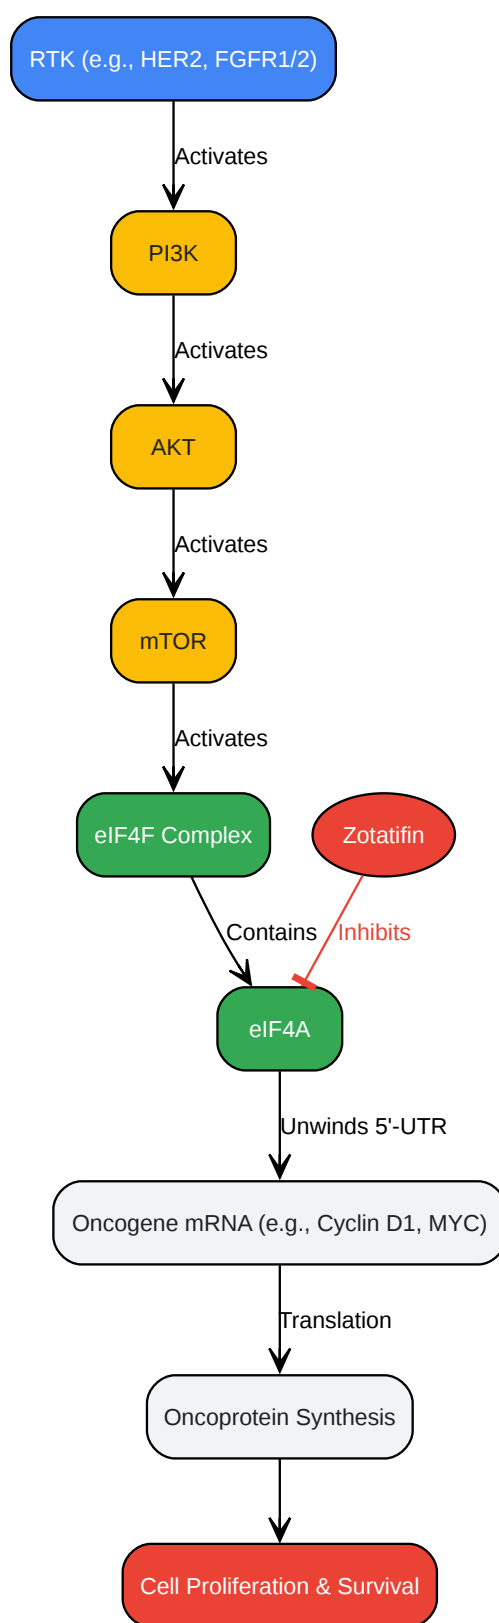 RTK (e.g., HER2, FGFR1/2)
Activates
PI3K
Activates
AKT
Activates
mTOR
Activates
eIF4F Complex
Zotatifin
Contains
Inhibits
eIF4A
Unwinds 5'-UTR
Oncogene mRNA (e.g., Cyclin D1, MYC)
Translation
Oncoprotein Synthesis
Cell Proliferation & Survival